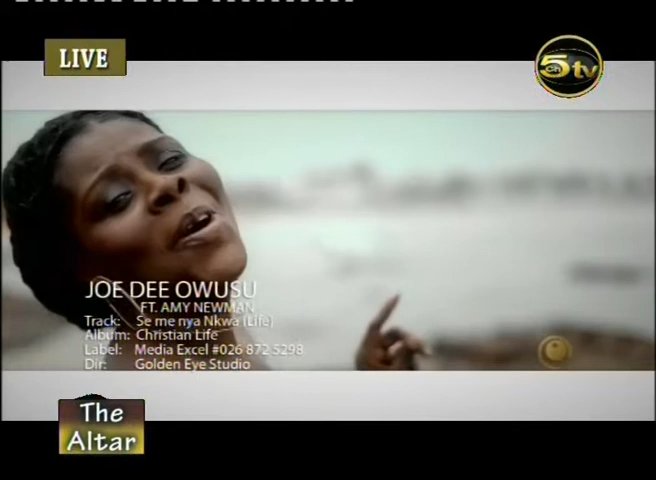 LIVE
Ch
5tv
JOE DEE OWUSU
FT. AMY NEWMAN
Track: Se me nya Nkwa (Life)
Album: Christian Life
Label: Media Excel #026 872 5298
Dir: Golden Eye Studio
The
Altar